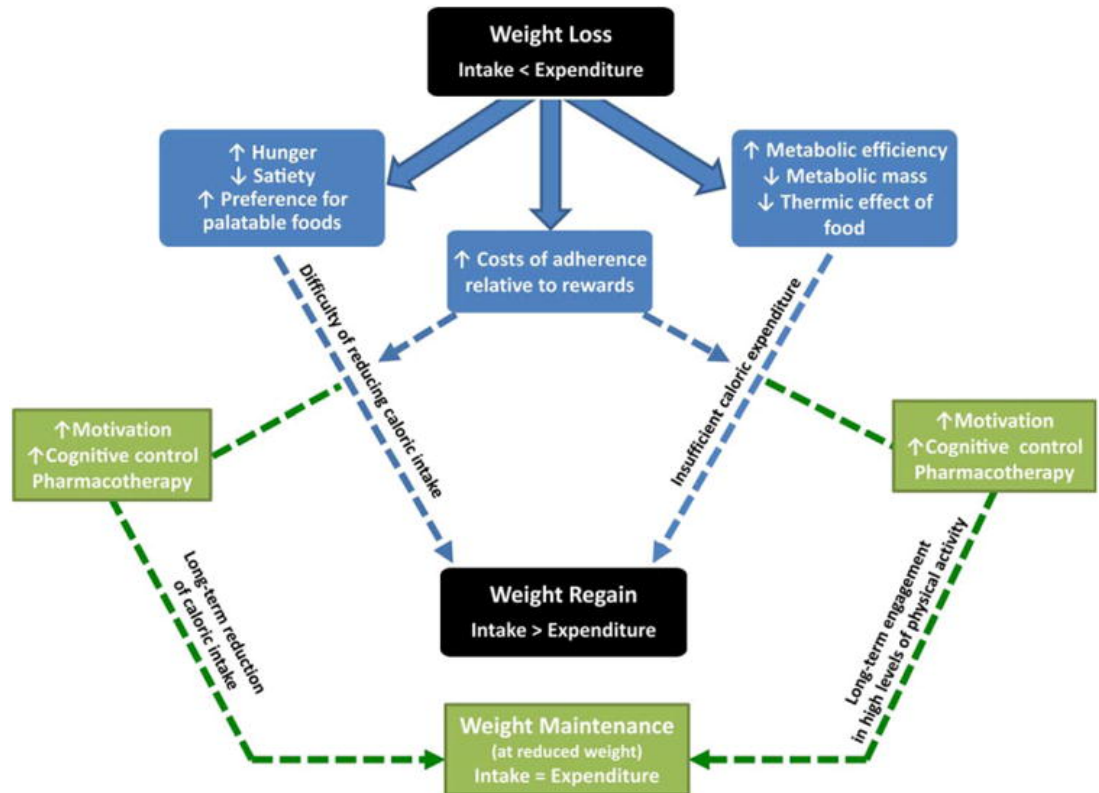 Weight Loss
Intake < Expenditure
↑ Hunger
↓ Satiety
↑ Preference for
palatable foods
↑ Metabolic efficiency
↓ Metabolic mass
↓ Thermic effect of
food
↑ Costs of adherence
relative to rewards
Difficulty of reducing caloric intake
Insufficient caloric expenditure
↑Motivation
↑Cognitive control
Pharmacotherapy
↑Motivation
↑Cognitive control
Pharmacotherapy
Weight Regain
Intake > Expenditure
Long-term reduction
of caloric intake
Long-term engagement
in high levels of physical activity
Weight Maintenance
(at reduced weight)
Intake = Expenditure